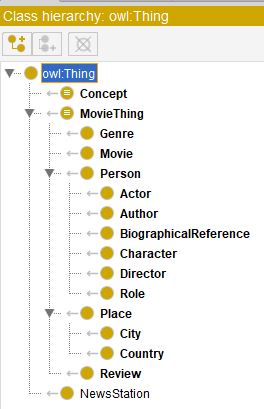 Class hierarchy: owl:Thing
owl:Thing
Concept
MovieThing
Genre
Movie
Person
Actor
Author
BiographicalReference
Character
Director
Role
Place
City
Country
Review
NewsStation